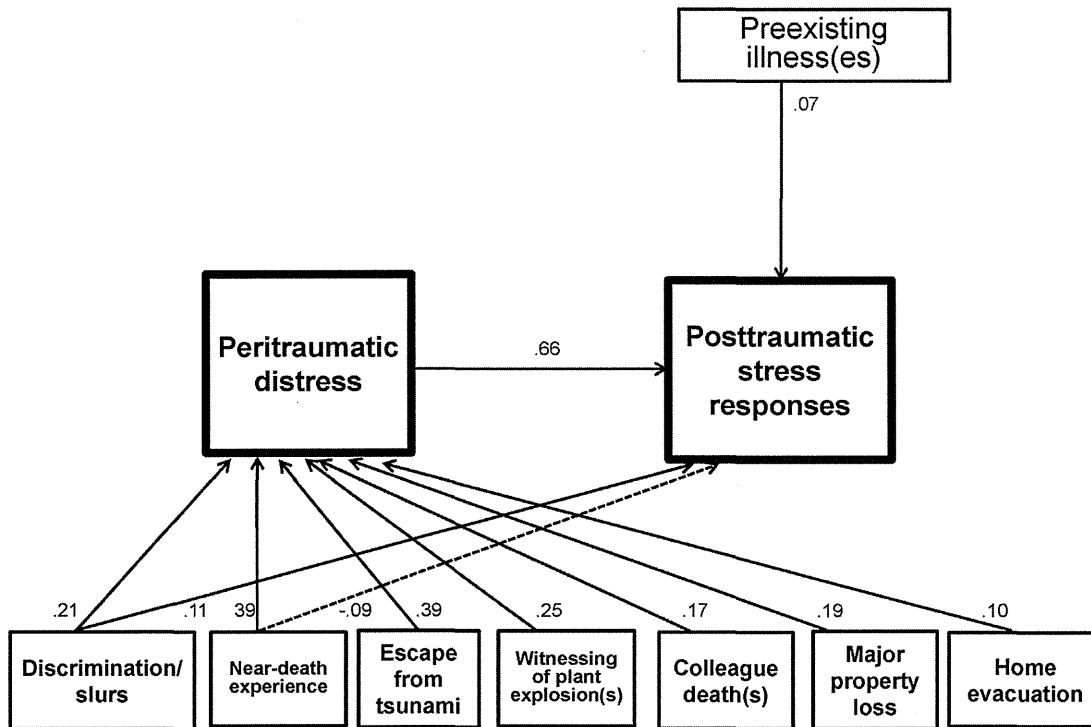 Preexisting
illness(es)
.07
Peritraumatic
distress
.66
Posttraumatic
stress
responses
.21
.11
39
-.09
.39
.25
.17
.19
.10
Discrimination/
slurs
Near-death
experience
Escape
from
tsunami
Witnessing
of plant
explosion(s)
Colleague
death(s)
Major
property
loss
Home
evacuation